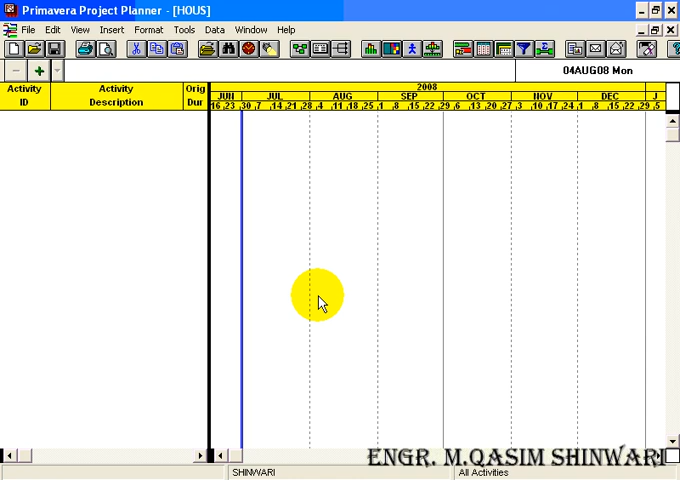 Primavera Project Planner - [HOUS]
File Edit View Insert Format Tools Data Window Help
04AUG08 Mon
Activity ID
Activity Description
Orig Dur
2008
JUN JUL AUG SEP OCT NOV DEC J
16 ,23 ,30 ,7 ,14 ,21 ,28 ,4 ,11 ,18 ,25 ,1 ,8 ,15 ,22 ,29 ,6 ,13 ,20 ,27 ,3 ,10 ,17 ,24 ,1 ,8 ,15 ,22 ,29 ,5
ENGR. M.QASIM SHINWARI
SHINWARI
All Activities